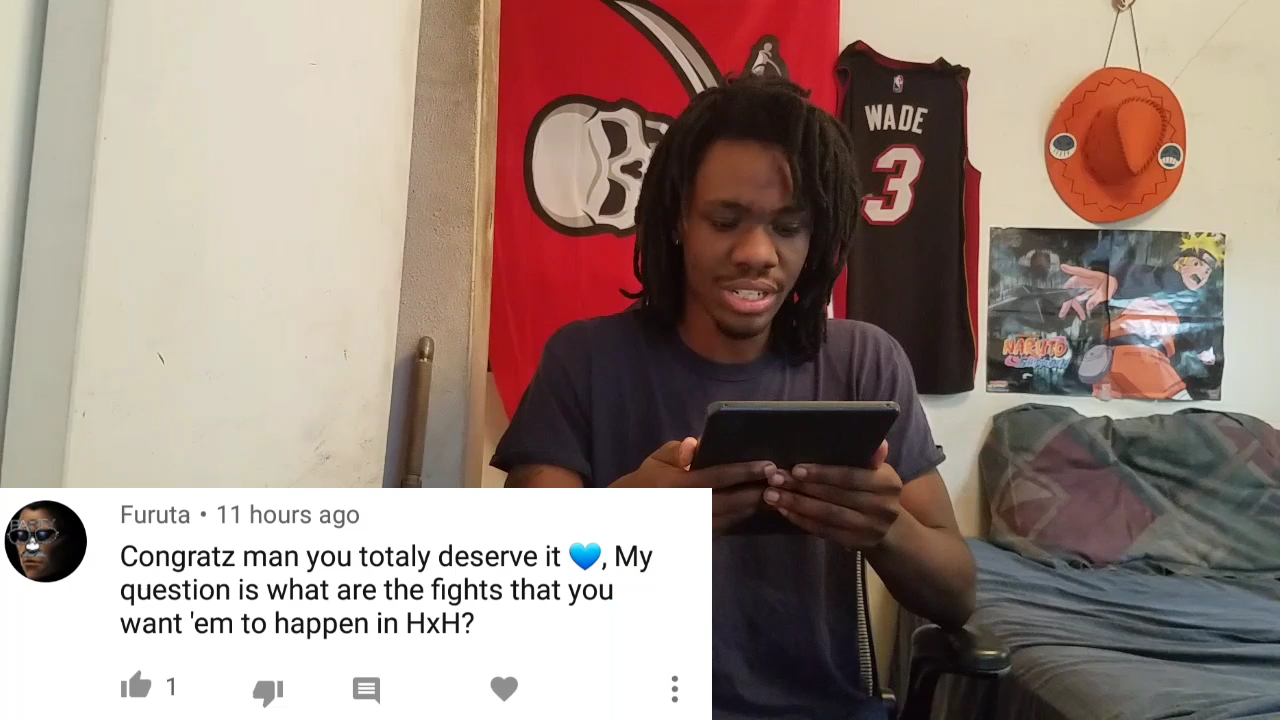 WADE
3
NARUTO
Furuta • 11 hours ago
Congratz man you totaly deserve it 💙, My
question is what are the fights that you
want 'em to happen in HxH?
1